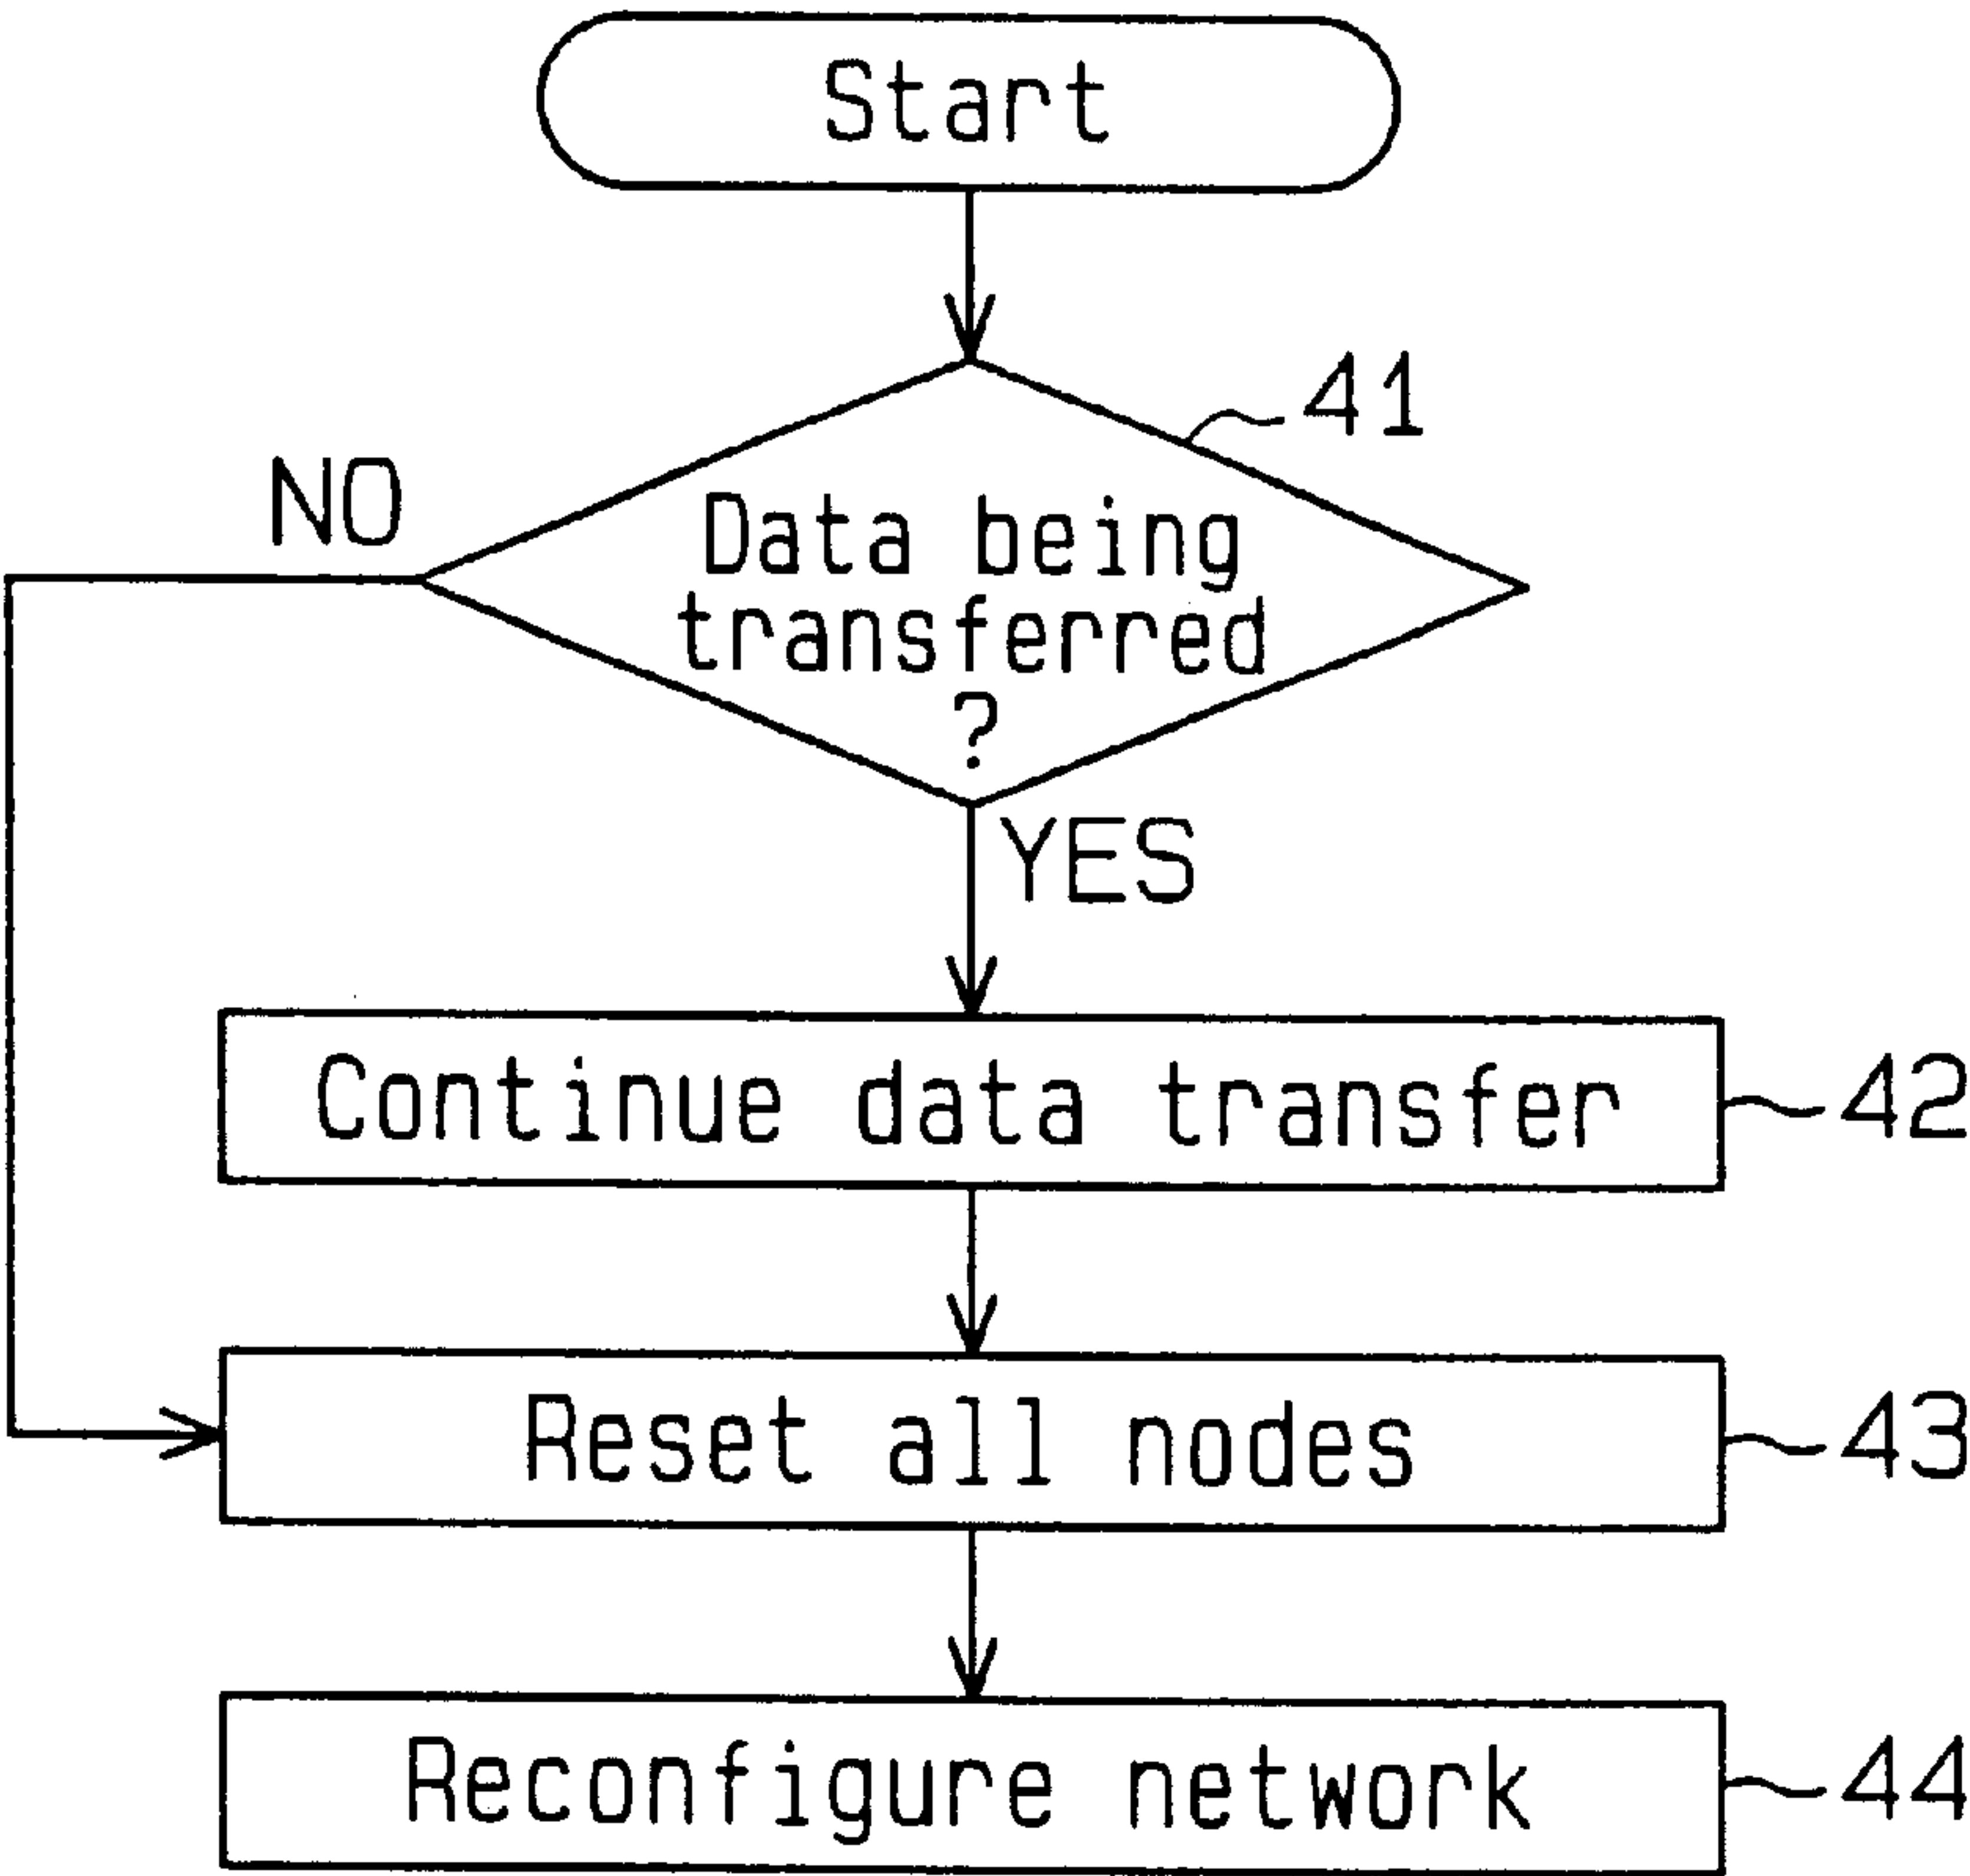 Start
41
NO
Data being
transferred
?
YES
Continue data transfer
42
Reset all nodes
43
Reconfigure network
44